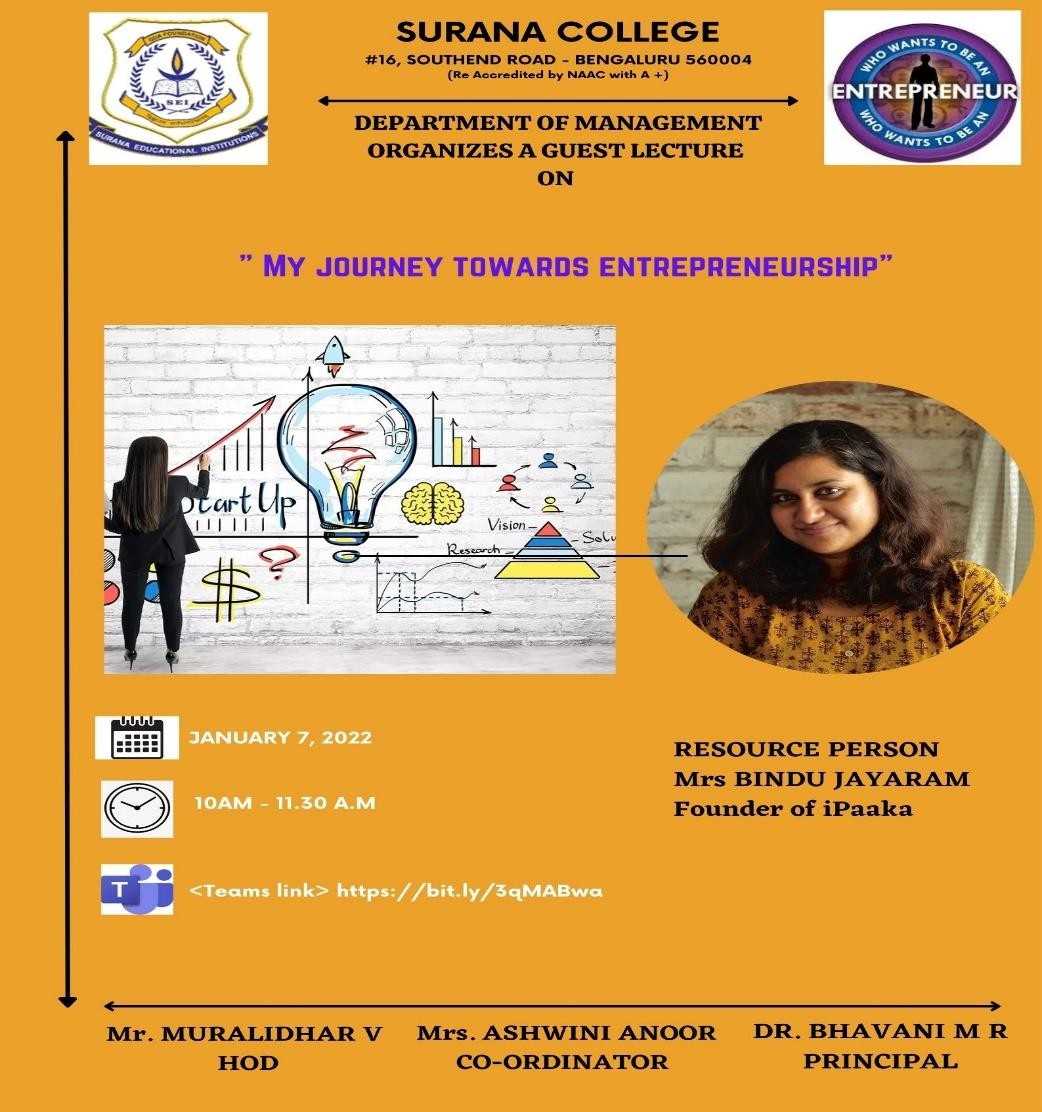 GDA FOUNDATION
SEI
SURANA EDUCATIONAL INSTITUTIONS
SURANA COLLEGE
#16, SOUTHEND ROAD - BENGALURU 560004
(Re Accredited by NAAC with A +)
WHO WANTS TO BE AN
ENTREPRENEUR
WHO WANTS TO BE AN
DEPARTMENT OF MANAGEMENT
ORGANIZES A GUEST LECTURE
ON
” My journey towards entrepreneurship”
Start Up
Vision
Solu
Research
JANUARY 7, 2022
10AM - 11.30 A.M
T
<Teams link> https://bit.ly/3qMABwa
RESOURCE PERSON
Mrs BINDU JAYARAM
Founder of iPaaka
Mr. MURALIDHAR V
HOD
Mrs. ASHWINI ANOOR
CO-ORDINATOR
DR. BHAVANI M R
PRINCIPAL